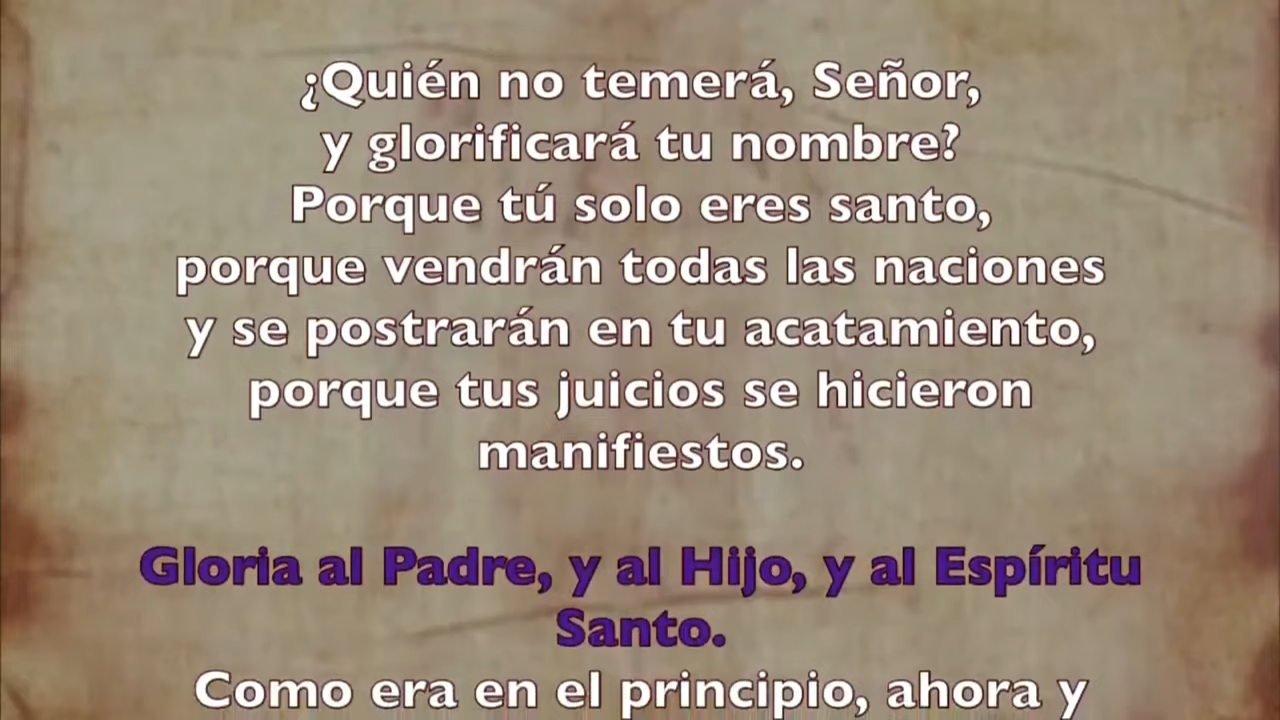 ¿Quién no temerá, Señor,
y glorificará tu nombre?
Porque tú solo eres santo,
porque vendrán todas las naciones
y se postrarán en tu acatamiento,
porque tus juicios se hicieron
manifiestos.
Gloria al Padre, y al Hijo, y al Espíritu
Santo.
Como era en el principio, ahora y